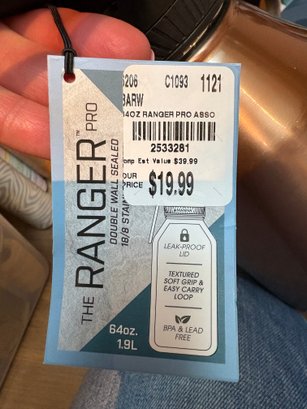 5206 C1093 1121
BARW
64OZ RANGER PRO ASSO
2533281
Comp Est Value $39.99
OUR
PRICE $19.99
THE RANGER PRO
DOUBLE WALL SEALED
18/8
64oz.
1.9L
LEAK-PROOF
LID
TEXTURED
SOFT GRIP &
EASY CARRY
LOOP
BPA & LEAD
FREE